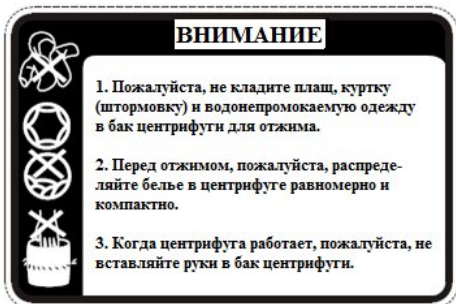 ВНИМАНИЕ
1. Пожалуйста, не кладите плащ, куртку
(штормовку) и водонепромокаемую одежду
в бак центрифуги для отжима.
2. Перед отжимом, пожалуйста, распреде-
ляйте белье в центрифуге равномерно и
компактно.
3. Когда центрифуга работает, пожалуйста, не
вставляйте руки в бак центрифуги.